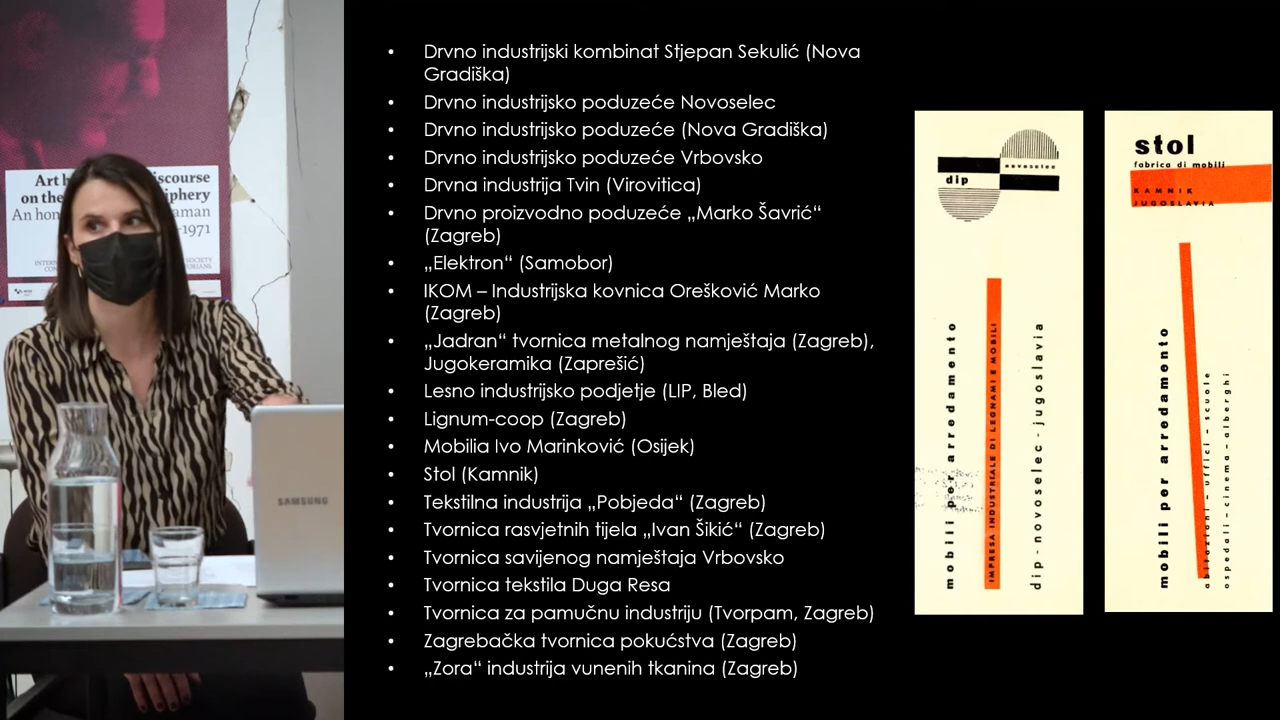 Art h iscourse
on the iphery
An hon aman
1971
SAMSUNG
• Drvno industrijski kombinat Stjepan Sekulić (Nova
Gradiška)
• Drvno industrijsko poduzeće Novoselec
• Drvno industrijsko poduzeće (Nova Gradiška)
• Drvno industrijsko poduzeće Vrbovsko
• Drvna industrija Tvin (Virovitica)
• Drvno proizvodno poduzeće „Marko Šavrić“
(Zagreb)
• „Elektron“ (Samobor)
• IKOM – Industrijska kovnica Orešković Marko
(Zagreb)
• „Jadran“ tvornica metalnog namještaja (Zagreb),
Jugokeramika (Zaprešić)
• Lesno industrijsko podjetje (LIP, Bled)
• Lignum-coop (Zagreb)
• Mobilia Ivo Marinković (Osijek)
• Stol (Kamnik)
• Tekstilna industrija „Pobjeda“ (Zagreb)
• Tvornica rasvjetnih tijela „Ivan Šikić“ (Zagreb)
• Tvornica savijenog namještaja Vrbovsko
• Tvornica tekstila Duga Resa
• Tvornica za pamučnu industriju (Tvorpam, Zagreb)
• Zagrebačka tvornica pokućstva (Zagreb)
• „Zora“ industrija vunenih tkanina (Zagreb)
novoselec
dip
mobili per arredamento
IMPRESA INDUSTRIALE DI LEGNAMI E MOBILI
dip-novoselec-jugoslavia
stol
fabrica di mobili
KAMNIK
JUGOSLAVIA
mobili per arredamento
abitazioni – uffici – scuole
ospedali – cinema – alberghi